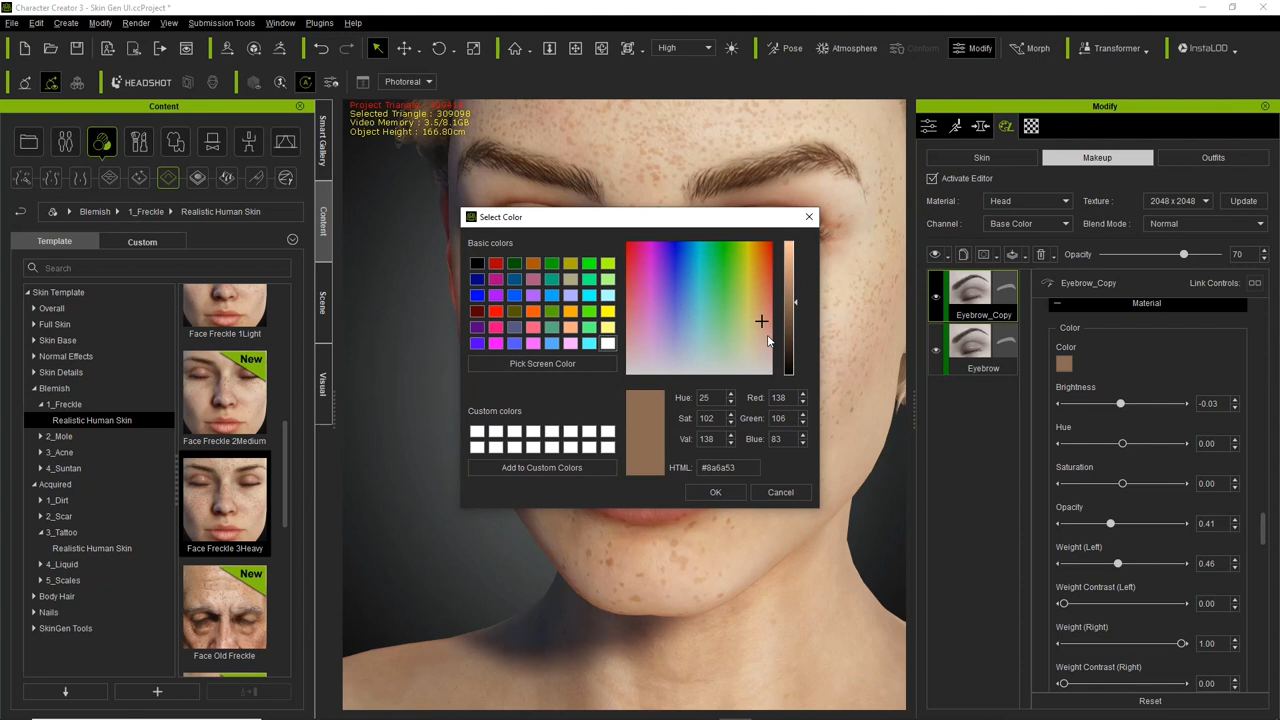 Character Creator 3 - Skin Gen UI.ccProject *
File Edit Create Modify Render View Submission Tools Window Plugins Help
High Pose Atmosphere Conform Modify Morph Transformer InstaLOD
HEADSHOT Photoreal
Content
Smart Gallery
Content
Scene
Visual
Blemish 1_Freckle Realistic Human Skin
Template Custom
Search
Skin Template
Overall
Full Skin
Skin Base
Normal Effects
Skin Details
Blemish
1_Freckle
Realistic Human Skin
2_Mole
3_Acne
4_Suntan
Acquired
1_Dirt
2_Scar
3_Tattoo
Realistic Human Skin
4_Liquid
5_Scales
Body Hair
Nails
SkinGen Tools
Face Freckle 1Light
New
Face Freckle 2Medium
Face Freckle 3Heavy
New
Face Old Freckle
Project Triangle : 309418
Selected Triangle : 309098
Video Memory : 3.5/8.1GB
Object Height : 166.80cm
Select Color
Basic colors
Pick Screen Color
Custom colors
Add to Custom Colors
Hue: 25 Red: 138
Sat: 102 Green: 106
Val: 138 Blue: 83
HTML: #8a6a53
OK Cancel
Modify
Skin Makeup Outfits
Activate Editor
Material : Head Texture : 2048 x 2048 Update
Channel : Base Color Blend Mode : Normal
Opacity 70
Eyebrow_Copy
Eyebrow
Eyebrow_Copy Link Controls:
Material
Color
Color
Brightness
-0.03
Hue
0.00
Saturation
0.00
Opacity
0.41
Weight (Left)
0.46
Weight Contrast (Left)
0.00
Weight (Right)
1.00
Weight Contrast (Right)
0.00
Reset